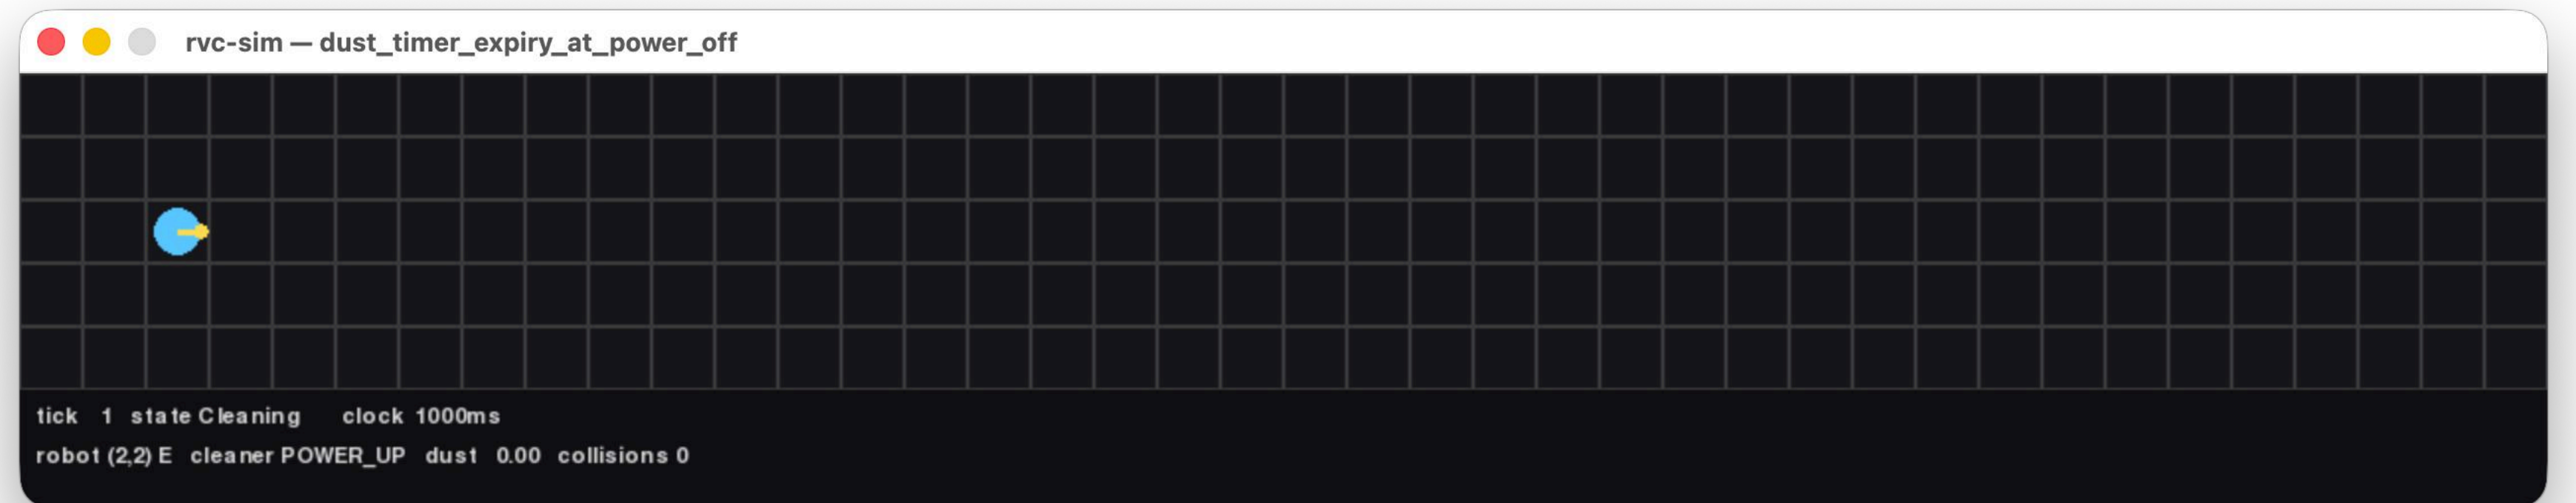 rvc-sim — dust_timer_expiry_at_power_off
tick 1 state Cleaning clock 1000ms
robot (2,2) E cleaner POWER_UP dust 0.00 collisions 0